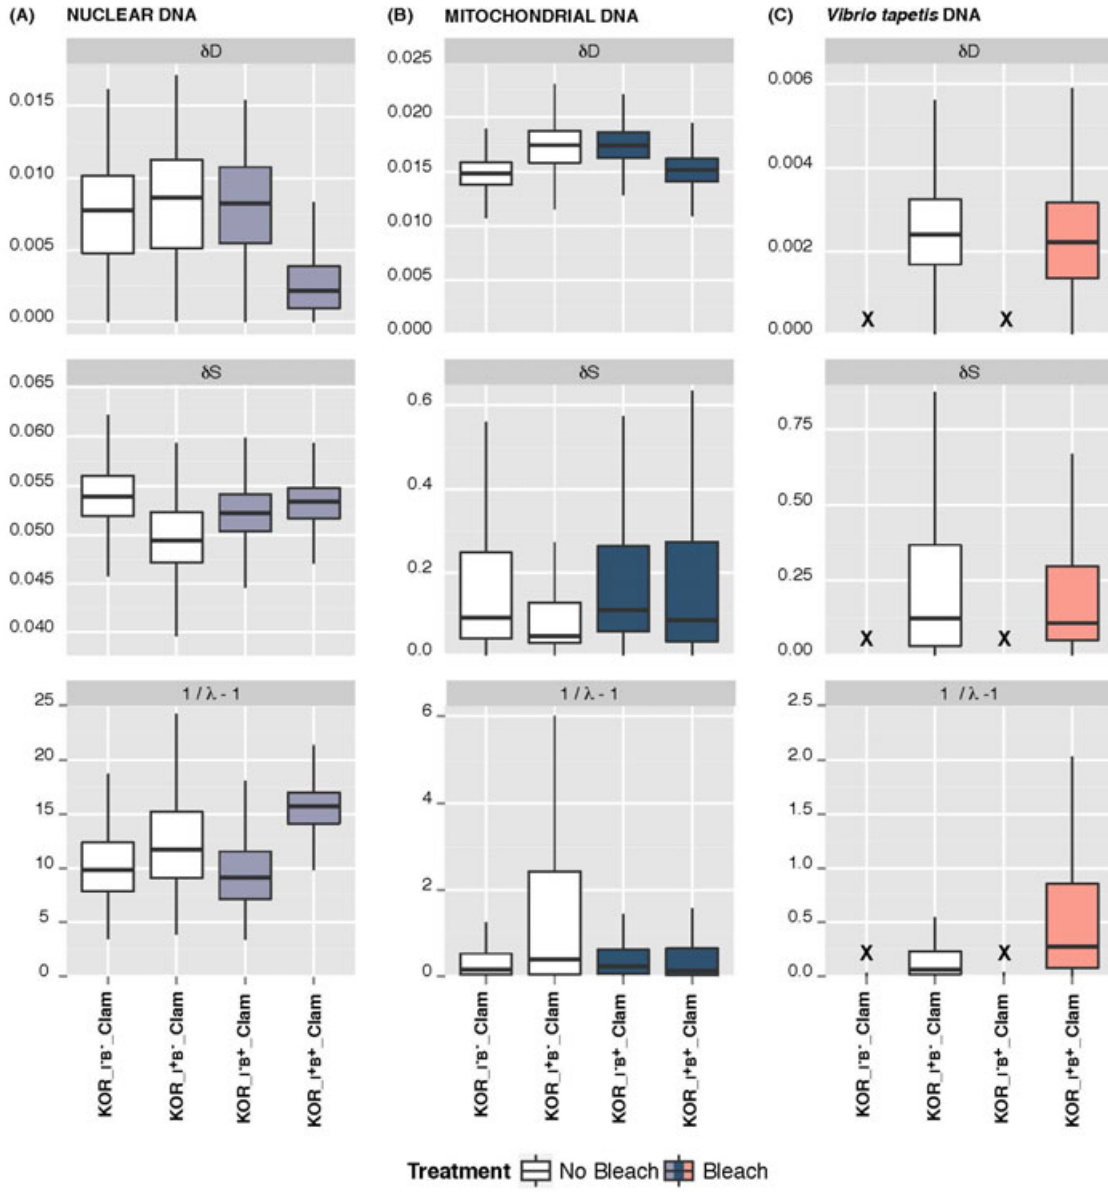 (A) NUCLEAR DNA (B) MITOCHONDRIAL DNA (C) Vibrio tapetis DNA
δD δD δD
0.015
0.010
0.005
0.000
0.025
0.020
0.015
0.010
0.005
0.000
0.006
0.004
0.002
0.000
X X
δS δS δS
0.065
0.060
0.055
0.050
0.045
0.040
0.6
0.4
0.2
0.0
0.75
0.50
0.25
0.00
X X
1 / λ - 1 1 / λ - 1 1 / λ -1
25
20
15
10
5
0
6
4
2
0
2.5
2.0
1.5
1.0
0.5
0.0
X X
KOR_I-B-_Clam
KOR_I+B-_Clam
KOR_I-B+_Clam
KOR_I+B+_Clam
KOR_I-B-_Clam
KOR_I+B-_Clam
KOR_I-B+_Clam
KOR_I+B+_Clam
KOR_I-B-_Clam
KOR_I+B-_Clam
KOR_I-B+_Clam
KOR_I+B+_Clam
Treatment No Bleach Bleach